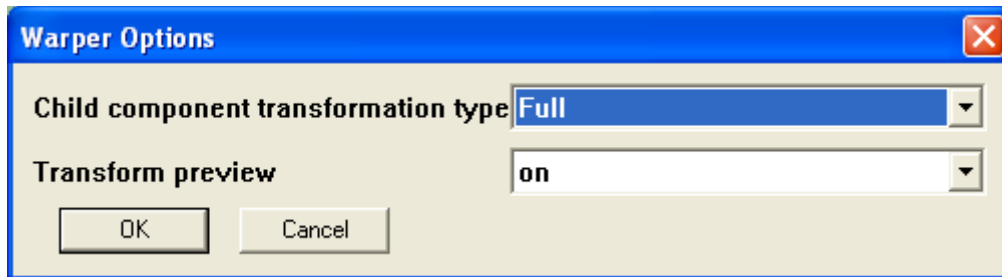 Warper Options
Child component transformation type Full
Transform preview on
OK Cancel